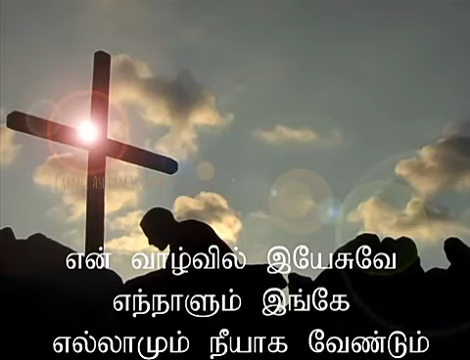 என் வாழ்வில் இயேசுவே
எந்நாளும் இங்கே
எல்லாமும் நீயாக வேண்டும்